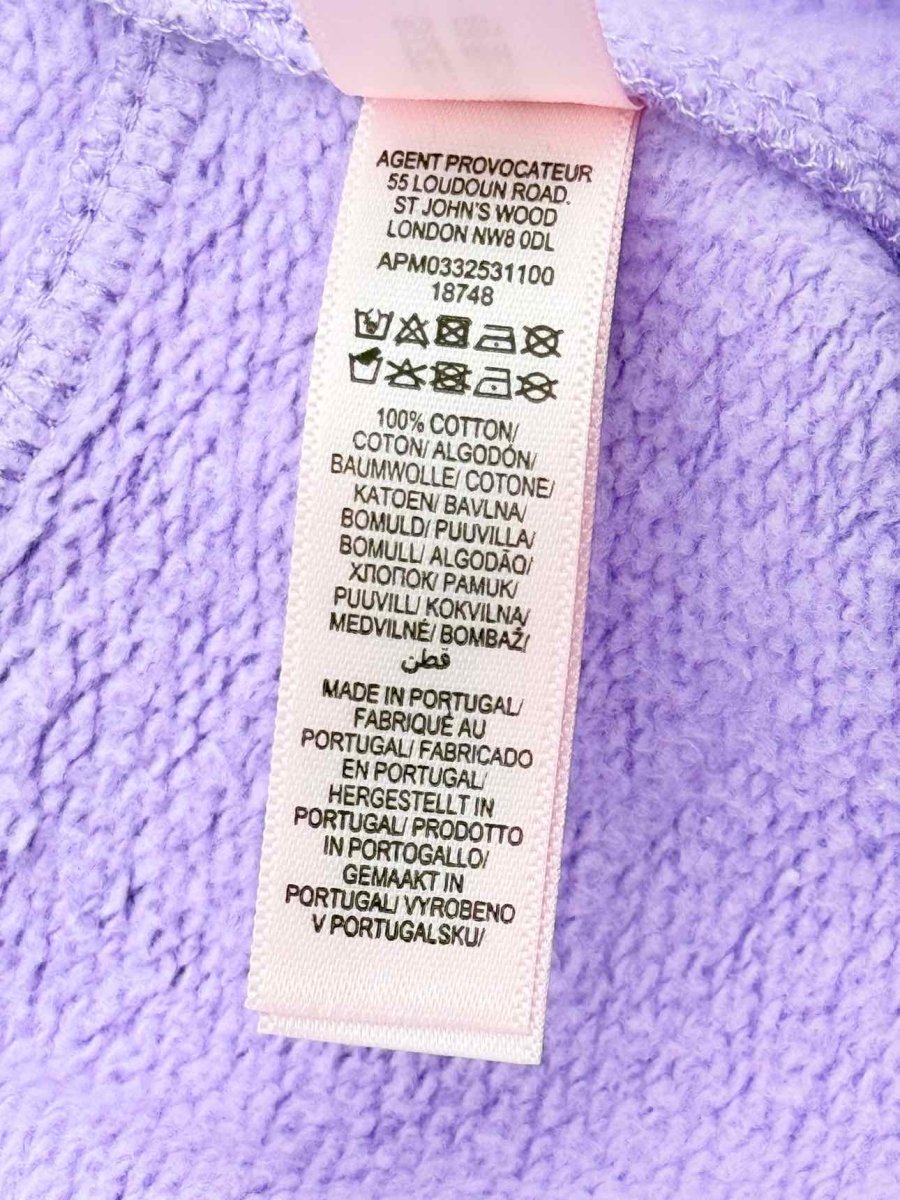 AGENT PROVOCATEUR
55 LOUDOUN ROAD.
ST JOHN'S WOOD
LONDON NW8 0DL
APM0332531100
18748
100% COTTON/
COTON/ ALGODÓN/
BAUMWOLLE/ COTONE/
KATOEN/ BAVLNA/
BOMULD/ PUUVILLA/
BOMULL/ ALGODÃO/
ХЛОПОК/ PAMUK/
PUUVILL/ KOKVILNA/
MEDVILNĖ/ BOMBAŽ/
قطن
MADE IN PORTUGAL/
FABRIQUÉ AU
PORTUGAL/ FABRICADO
EN PORTUGAL/
HERGESTELLT IN
PORTUGAL/ PRODOTTO
IN PORTOGALLO/
GEMAAKT IN
PORTUGAL/ VYROBENO
V PORTUGALSKU/